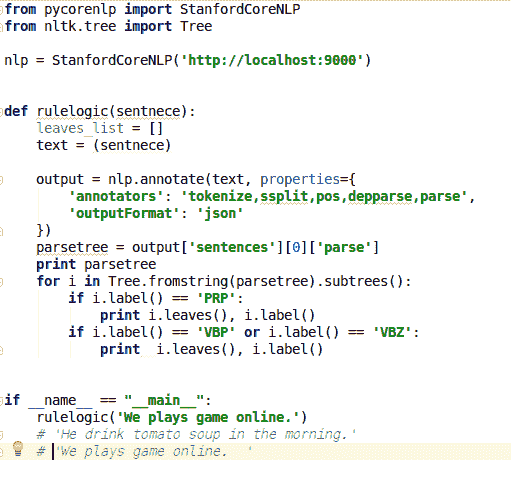 from pycorenlp import StanfordCoreNLP
from nltk.tree import Tree
nlp = StanfordCoreNLP('http://localhost:9000')
def rulelogic(sentnece):
    leaves_list = []
    text = (sentnece)
    output = nlp.annotate(text, properties={
        'annotators': 'tokenize,ssplit,pos,depparse,parse',
        'outputFormat': 'json'
    })
    parsetree = output['sentences'][0]['parse']
    print parsetree
    for i in Tree.fromstring(parsetree).subtrees():
        if i.label() == 'PRP':
            print i.leaves(), i.label()
        if i.label() == 'VBP' or i.label() == 'VBZ':
            print  i.leaves(), i.label()
if __name__ == "__main__":
    rulelogic('We plays game online.')
    # 'He drink tomato soup in the morning.'
    # 'We plays game online.  '